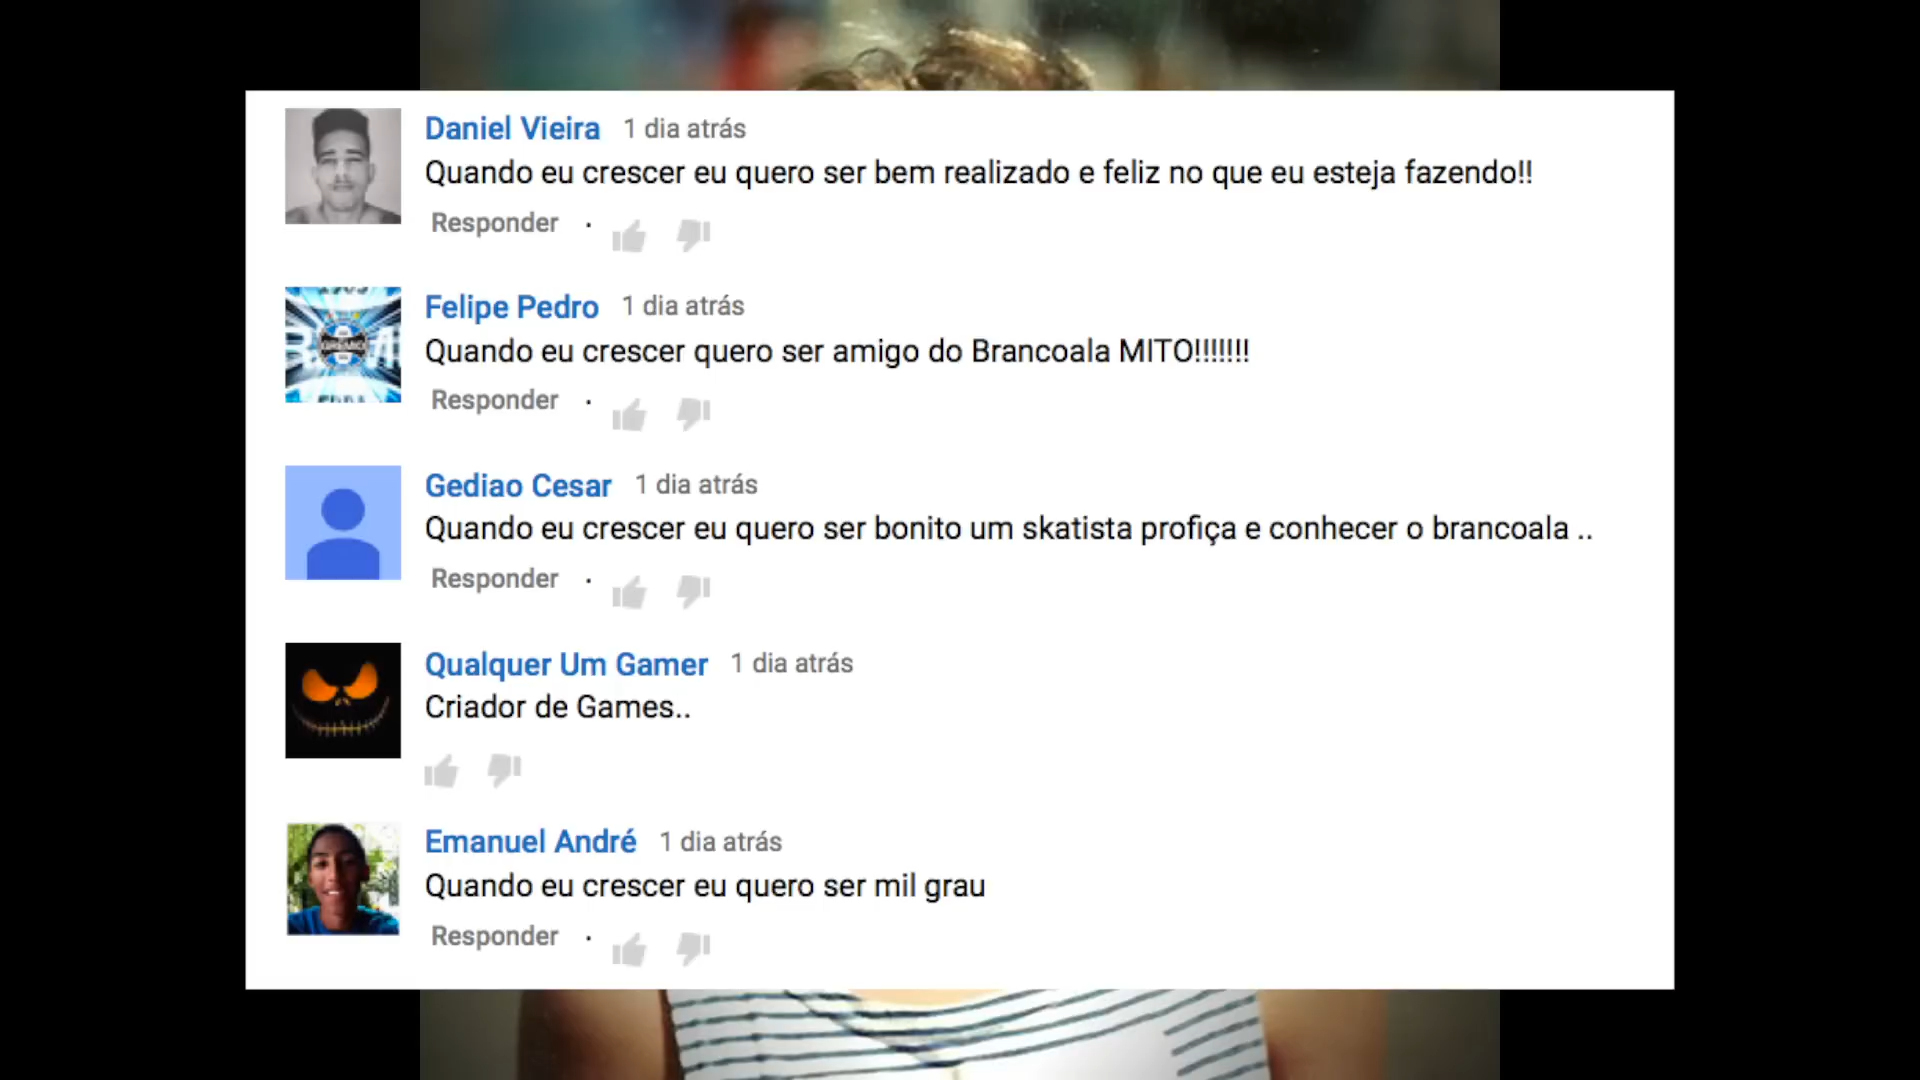 Daniel Vieira 1 dia atrás
Quando eu crescer eu quero ser bem realizado e feliz no que eu esteja fazendo!!
Responder ·
Felipe Pedro 1 dia atrás
Quando eu crescer quero ser amigo do Brancoala MITO!!!!!!!
Responder ·
GRÊMIO
Gediao Cesar 1 dia atrás
Quando eu crescer eu quero ser bonito um skatista profiça e conhecer o brancoala ..
Responder ·
Qualquer Um Gamer 1 dia atrás
Criador de Games..
Emanuel André 1 dia atrás
Quando eu crescer eu quero ser mil grau
Responder ·